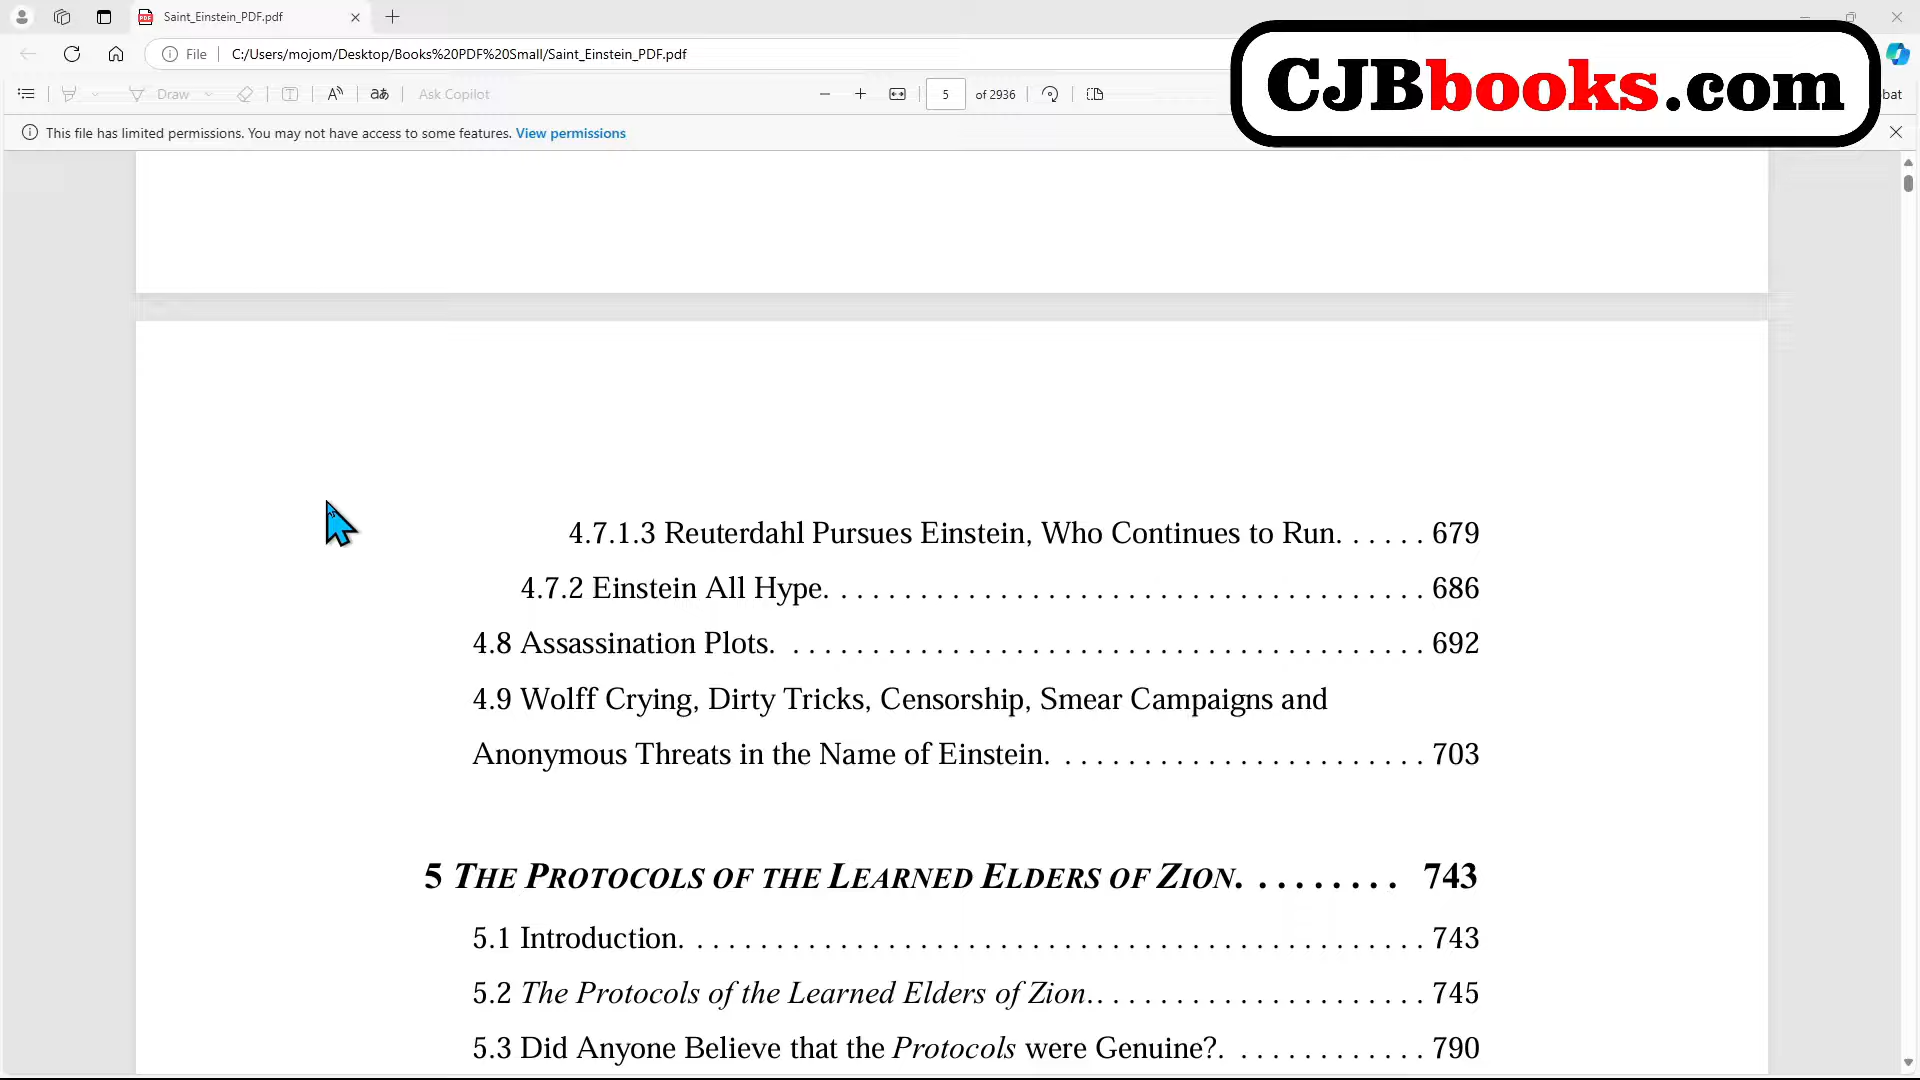 Saint_Einstein_PDF.pdf
File C:/Users/mojom/Desktop/Books%20PDF%20Small/Saint_Einstein_PDF.pdf
CJBbooks.com
Draw Ask Copilot 5 of 2936 bat
This file has limited permissions. You may not have access to some features. View permissions
4.7.1.3 Reuterdahl Pursues Einstein, Who Continues to Run. . . . . . 679
4.7.2 Einstein All Hype. . . . . . . . . . . . . . . . . . . . . . . . . . . . . . . . . . . . . . 686
4.8 Assassination Plots. . . . . . . . . . . . . . . . . . . . . . . . . . . . . . . . . . . . . . . . . 692
4.9 Wolff Crying, Dirty Tricks, Censorship, Smear Campaigns and
Anonymous Threats in the Name of Einstein. . . . . . . . . . . . . . . . . . . . . . . . 703
5 THE PROTOCOLS OF THE LEARNED ELDERS OF ZION. . . . . . . . . 743
5.1 Introduction. . . . . . . . . . . . . . . . . . . . . . . . . . . . . . . . . . . . . . . . . . . . . . . 743
5.2 The Protocols of the Learned Elders of Zion.. . . . . . . . . . . . . . . . . . . . . 745
5.3 Did Anyone Believe that the Protocols were Genuine?. . . . . . . . . . . . . 790